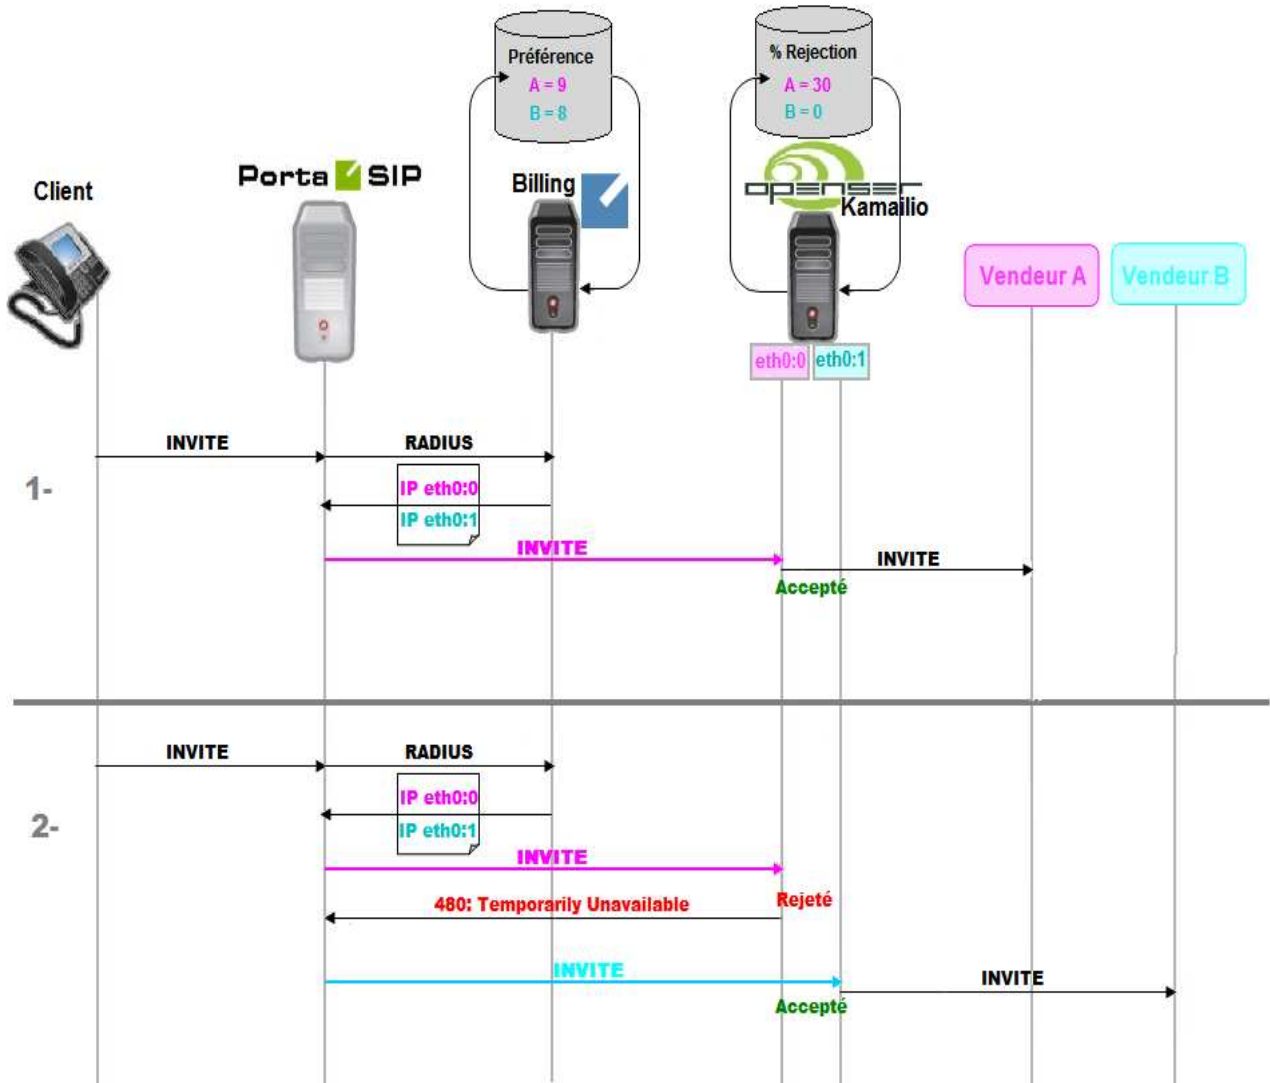 Préférence
A = 9
B = 8
% Rejection
A = 30
B = 0
Client
Porta SIP
Billing
openser
Kamailio
Vendeur A
Vendeur B
eth0:0
eth0:1
1-
INVITE
RADIUS
IP eth0:0
IP eth0:1
INVITE
INVITE
Accepté
2-
INVITE
RADIUS
IP eth0:0
IP eth0:1
INVITE
480: Temporarily Unavailable
Rejeté
INVITE
INVITE
Accepté